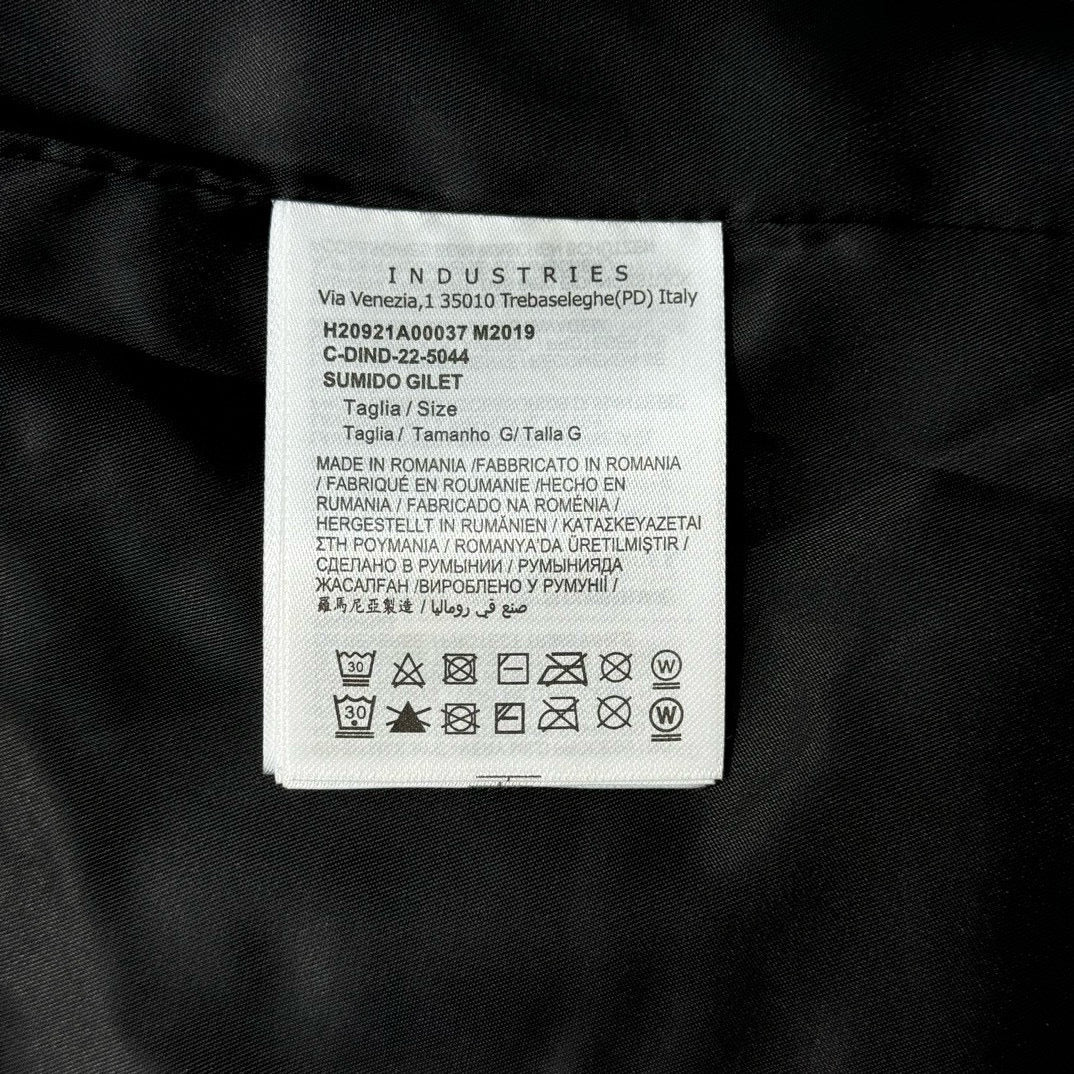 INDUSTRIES
Via Venezia,1 35010 Trebaseleghe(PD) Italy
H20921A00037 M2019
C-DIND-22-5044
SUMIDO GILET
Taglia / Size
Taglia / Tamanho G/ Talla G
MADE IN ROMANIA /FABBRICATO IN ROMANIA
/ FABRIQUÉ EN ROUMANIE /HECHO EN
RUMANIA / FABRICADO NA ROMÉNIA /
HERGESTELLT IN RUMÄNIEN / ΚΑΤΑΣΚΕΥΑΖΕΤΑΙ
ΣΤΗ ΡΟΥΜΑΝΙΑ / ROMANYA'DA ÜRETILMIŞTIR /
СДЕЛАНО В РУМЫНИИ / РУМЫНИЯДА
ЖАСАЛҒАН /ВИРОБЛЕНО У РУМУНІЇ /
羅馬尼亞製造 / صنع في روماليا
30 W
30 W